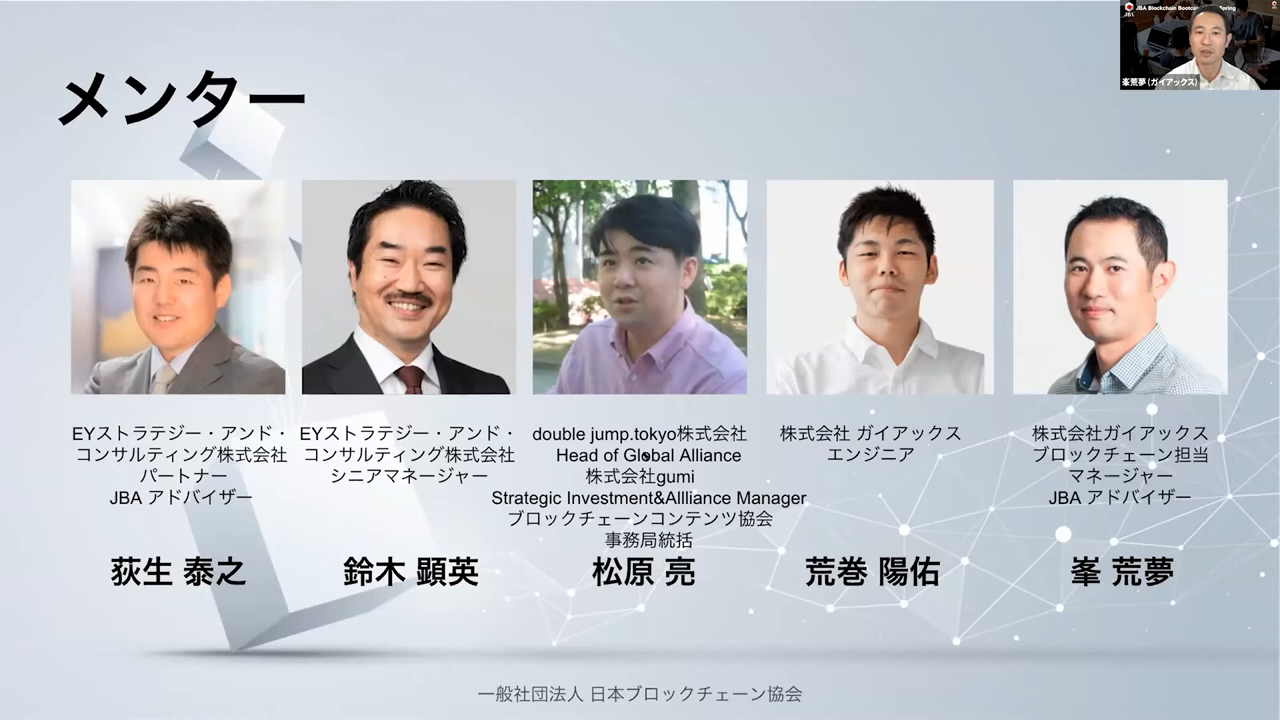 JBA Blockchain Bootcamp
Spring
JBA
峯荒夢 (ガイアックス)
メンター
EYストラテジー・アンド・
コンサルティング株式会社
パートナー
JBA アドバイザー
荻生 泰之
EYストラテジー・アンド・
コンサルティング株式会社
シニアマネージャー
鈴木 顕英
double jump.tokyo株式会社
Head of Global Alliance
株式会社gumi
Strategic Investment&Allliance Manager
ブロックチェーンコンテンツ協会
事務局統括
松原 亮
株式会社 ガイアックス
エンジニア
荒巻 陽佑
株式会社ガイアックス
ブロックチェーン担当
マネージャー
JBA アドバイザー
峯 荒夢
一般社団法人 日本ブロックチェーン協会